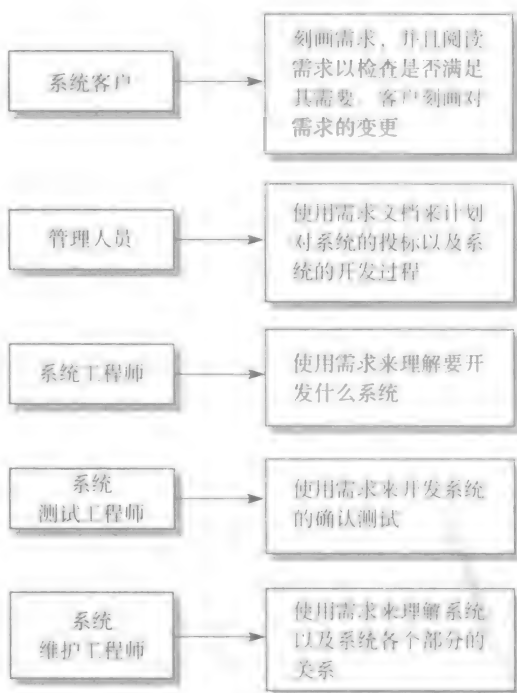 系统客户
刻画需求，并且阅读
需求以检查是否满足
其需要，客户刻画对
需求的变更
管理人员
使用需求文档来计划
对系统的投标以及系
统的开发过程
系统工程师
使用需求来理解要开
发什么系统
系统
测试工程师
使用需求来开发系统
的确认测试
系统
维护工程师
使用需求来理解系统
以及系统各个部分的
关系